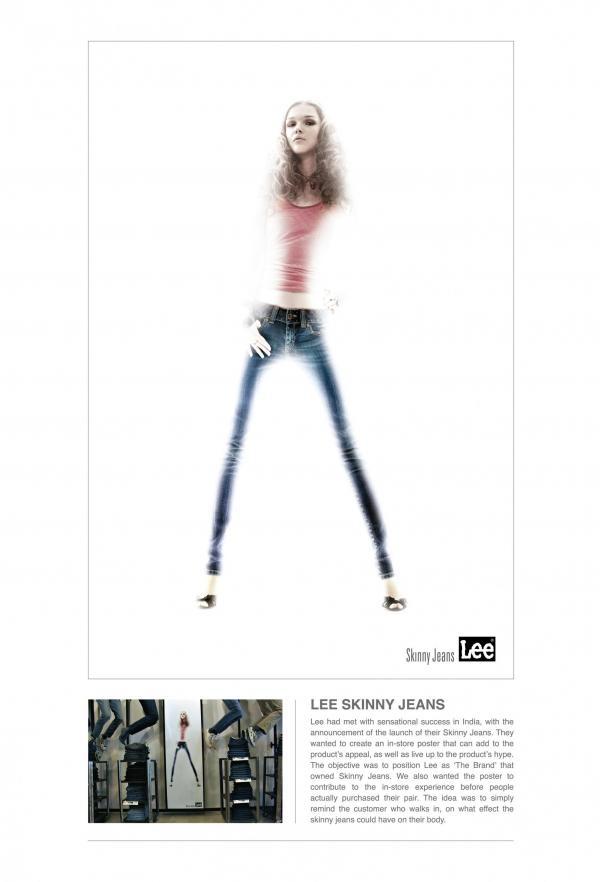 Skinny Jeans Lee
LEE SKINNY JEANS
Lee had met with sensational success in India, with the
announcement of the launch of their Skinny Jeans. They
wanted to create an in-store poster that can add to the
product's appeal, as well as live up to the product's hype.
The objective was to position Lee as 'The Brand' that
owned Skinny Jeans. We also wanted the poster to
contribute to the in-store experience before people
actually purchased their pair. The idea was to simply
remind the customer who walks in, on what effect the
skinny jeans could have on their body.
Lee